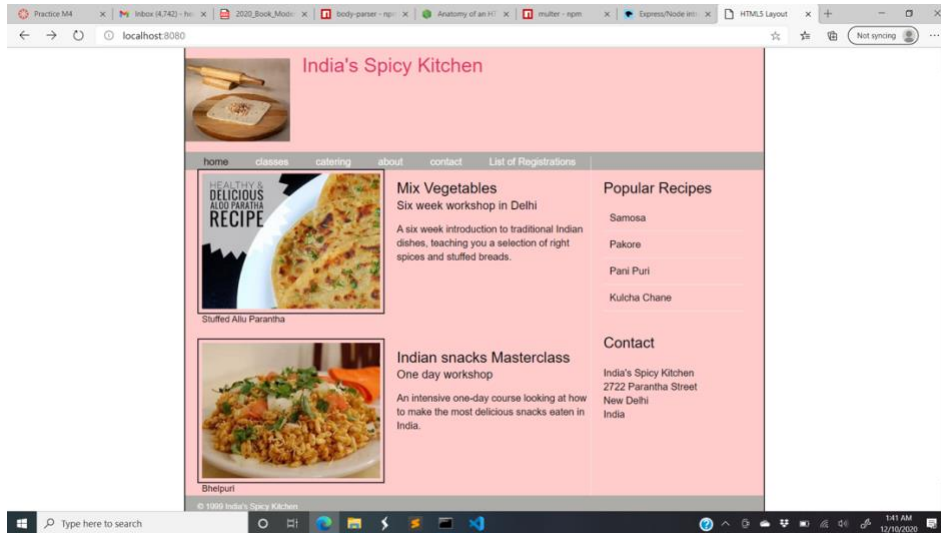 Practice M4
Inbox (4,742) - he
2020_Book_Mode
body-parser - np
Anatomy of an HT
multer - npm
Express/Node int
HTML5 Layout
localhost:8080
Not syncing
India's Spicy Kitchen
home classes catering about contact List of Registrations
HEALTHY &
DELICIOUS
ALOO PARATHA
RECIPE
Stuffed Allu Parantha
Mix Vegetables
Six week workshop in Delhi
A six week introduction to traditional Indian
dishes, teaching you a selection of right
spices and stuffed breads.
Bhelpuri
Indian snacks Masterclass
One day workshop
An intensive one-day course looking at how
to make the most delicious snacks eaten in
India.
Popular Recipes
Samosa
Pakore
Pani Puri
Kulcha Chane
Contact
India's Spicy Kitchen
2722 Parantha Street
New Delhi
India
© 1999 India's Spicy Kitchen
Type here to search
1:41 AM
12/10/2020